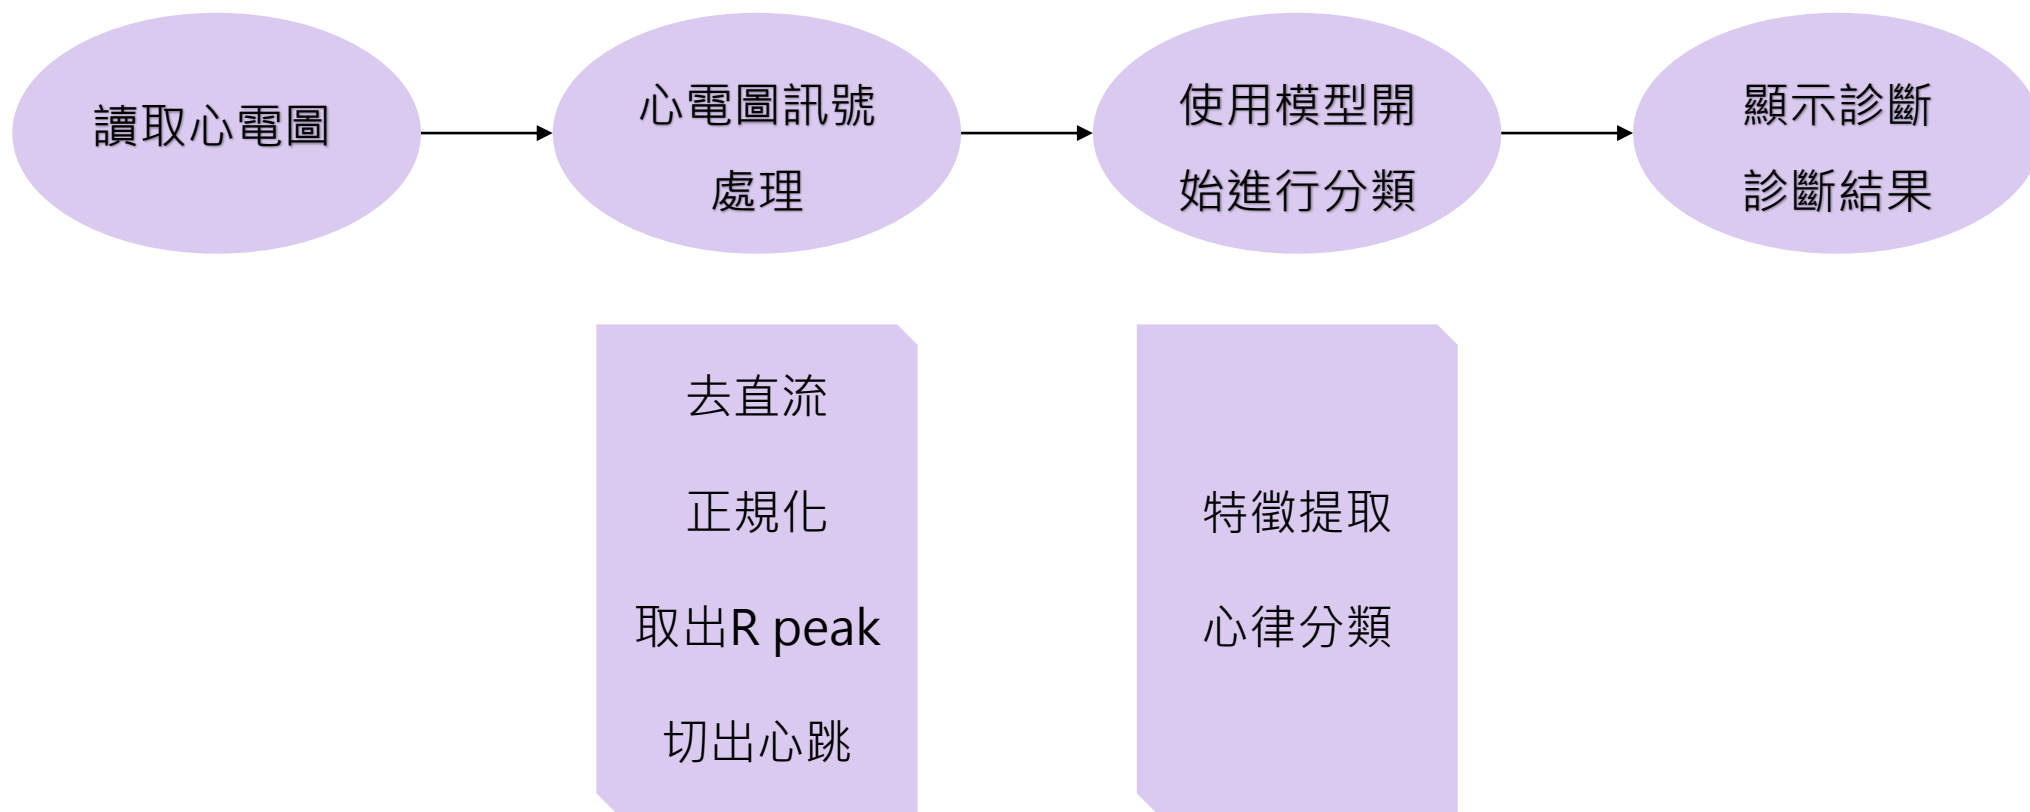 讀取心電圖
心電圖訊號
處理
使用模型開
始進行分類
顯示診斷
診斷結果
去直流
正規化
取出R peak
切出心跳
特徵提取
心律分類